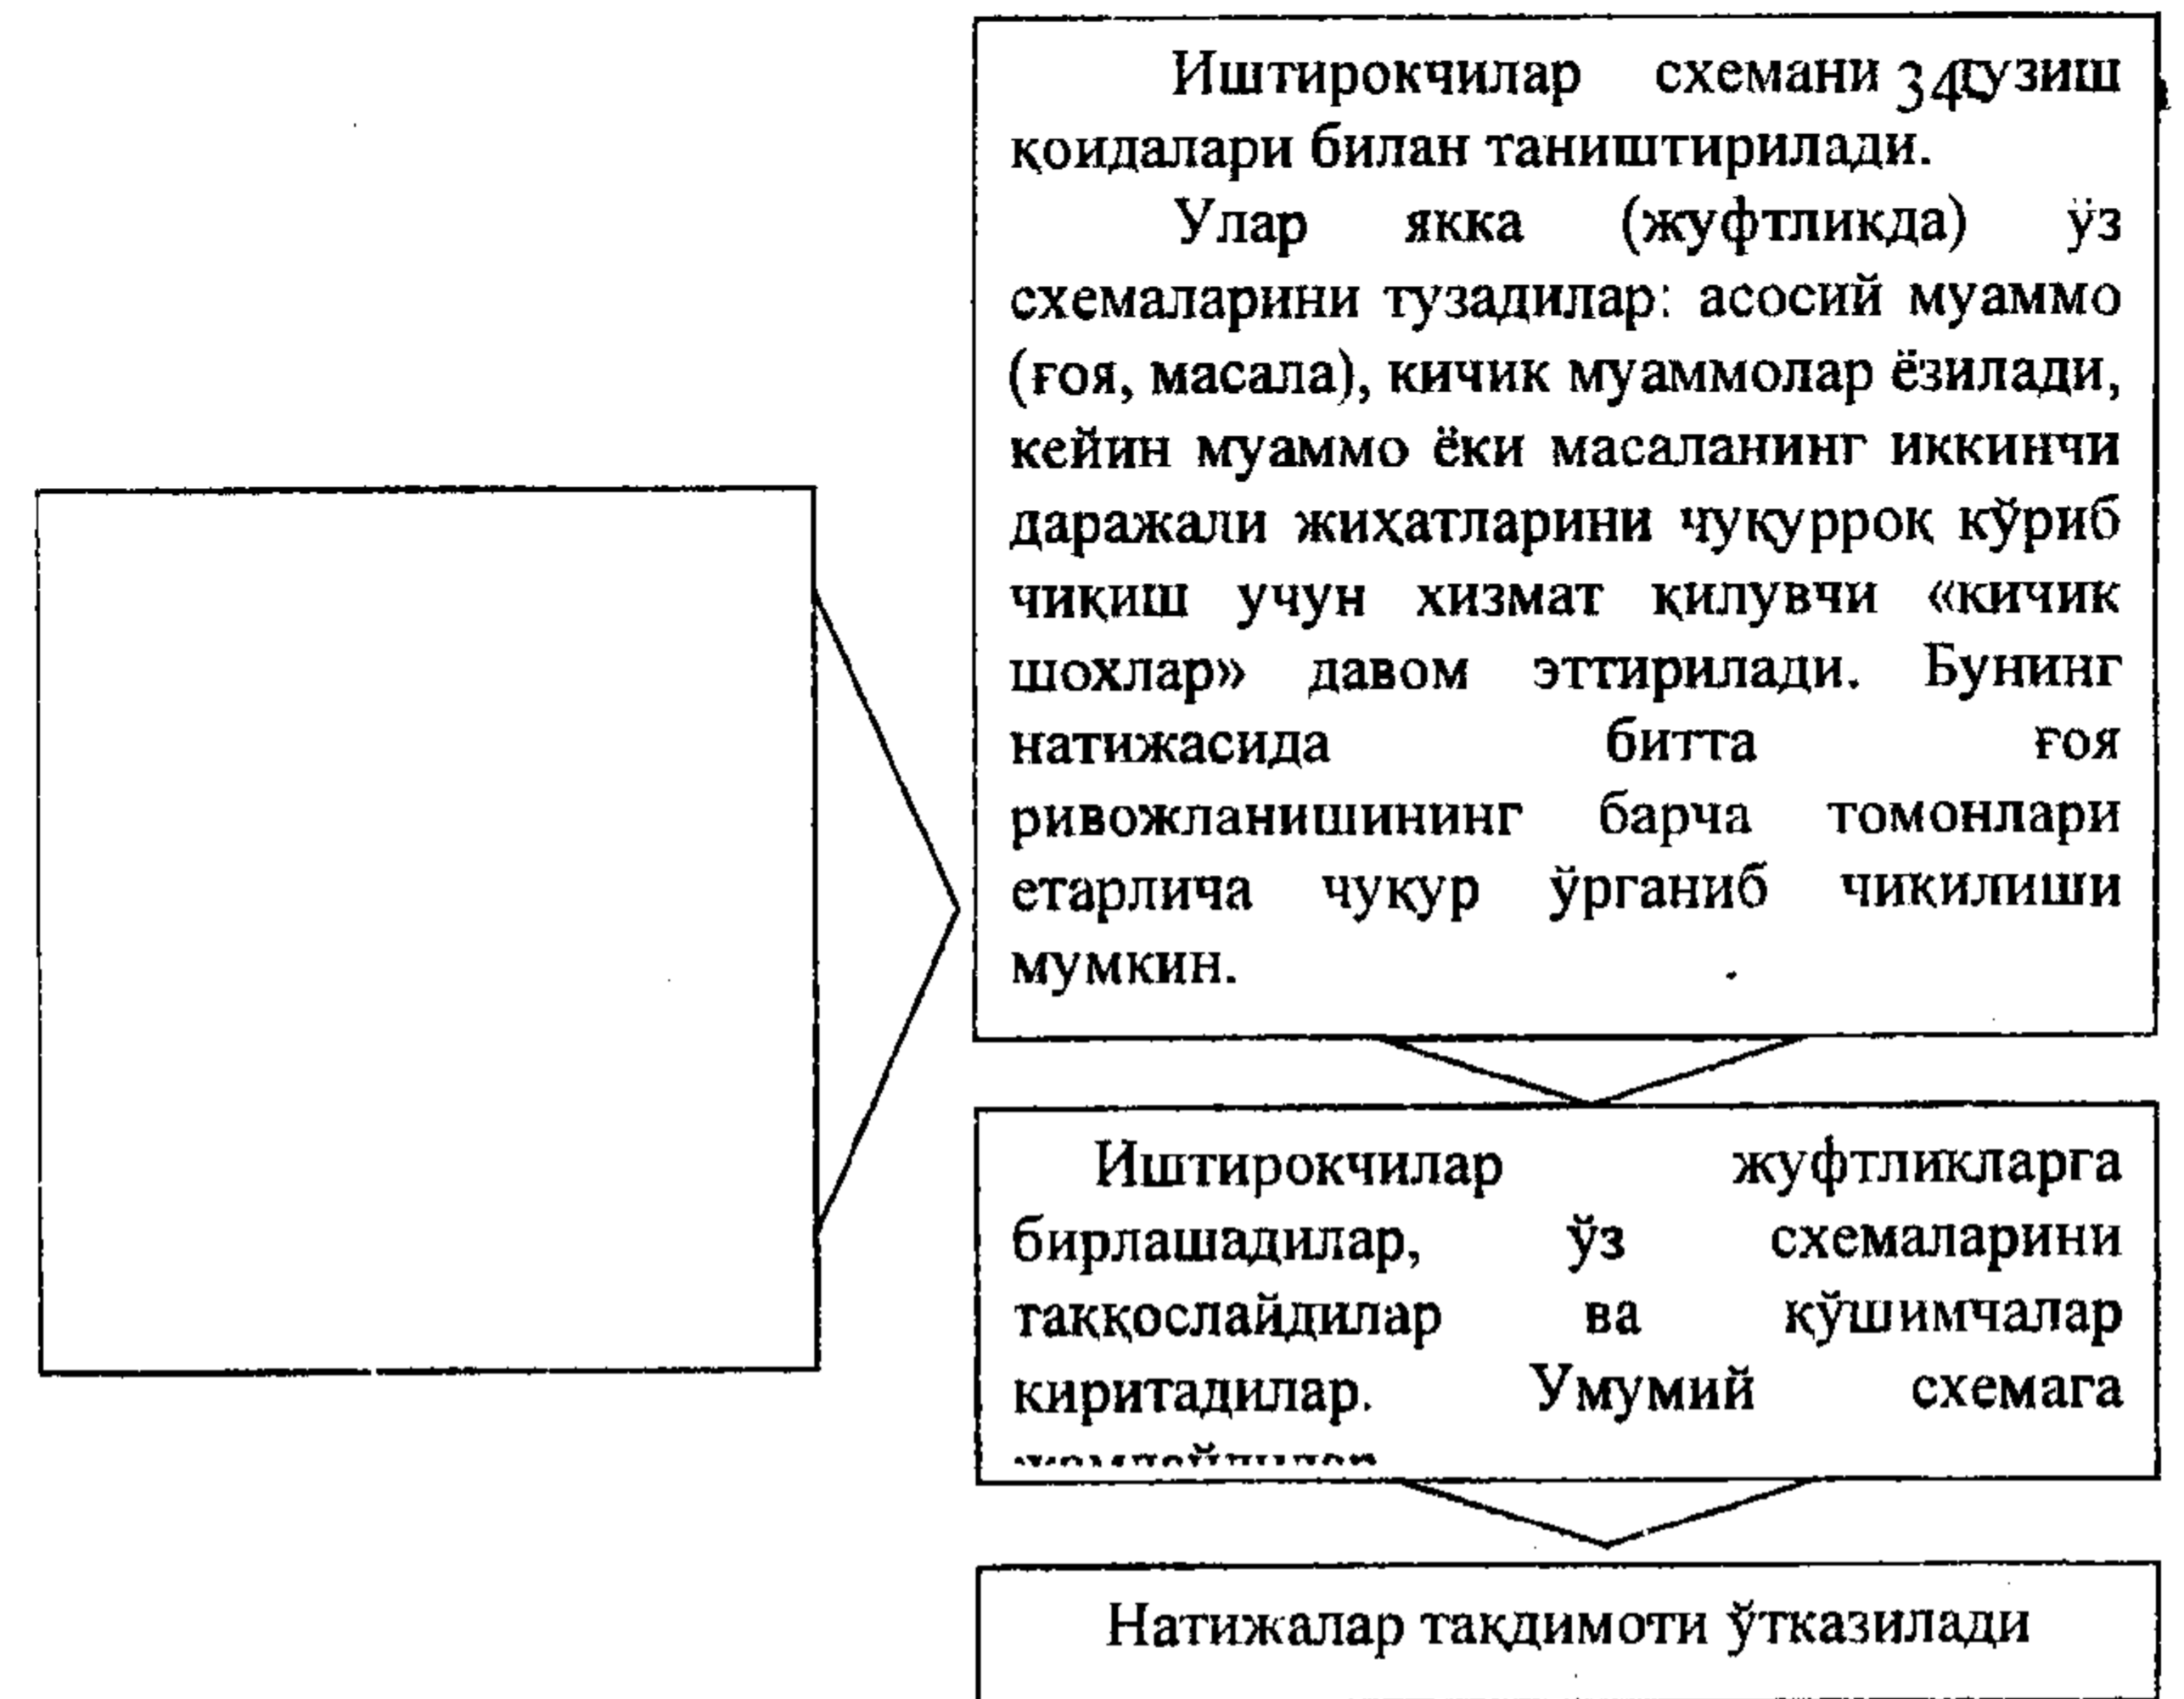 Иштирокчилар схемани 34тузиш
қоидалари билан таништирилади.
Улар якка (жуфтликда) ўз
схемаларини тузадилар: асосий муаммо
(ғоя, масала), кичик муаммолар ёзилади,
кейин муаммо ёки масаланинг иккинчи
даражали жиҳатларини чуқурроқ кўриб
чиқиш учун хизмат қилувчи «кичик
шохлар» давом эттирилади. Бунинг
натижасида битта ғоя
ривожланишининг барча томонлари
етарлича чуқур ўрганиб чиқилиши
мумкин.
Иштирокчилар жуфтликларга
бирлашадилар, ўз схемаларини
таққослайдилар ва қўшимчалар
киритадилар. Умумий схемага
Натижалар тақдимоти ўтказилади